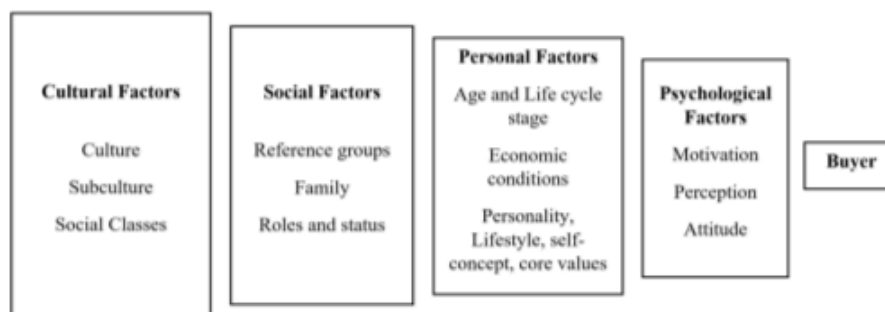 Cultural Factors
Culture
Subculture
Social Classes
Social Factors
Reference groups
Family
Roles and status
Personal Factors
Age and Life cycle
stage
Economic
conditions
Personality,
Lifestyle, self-
concept, core values
Psychological
Factors
Motivation
Perception
Attitude
Buyer